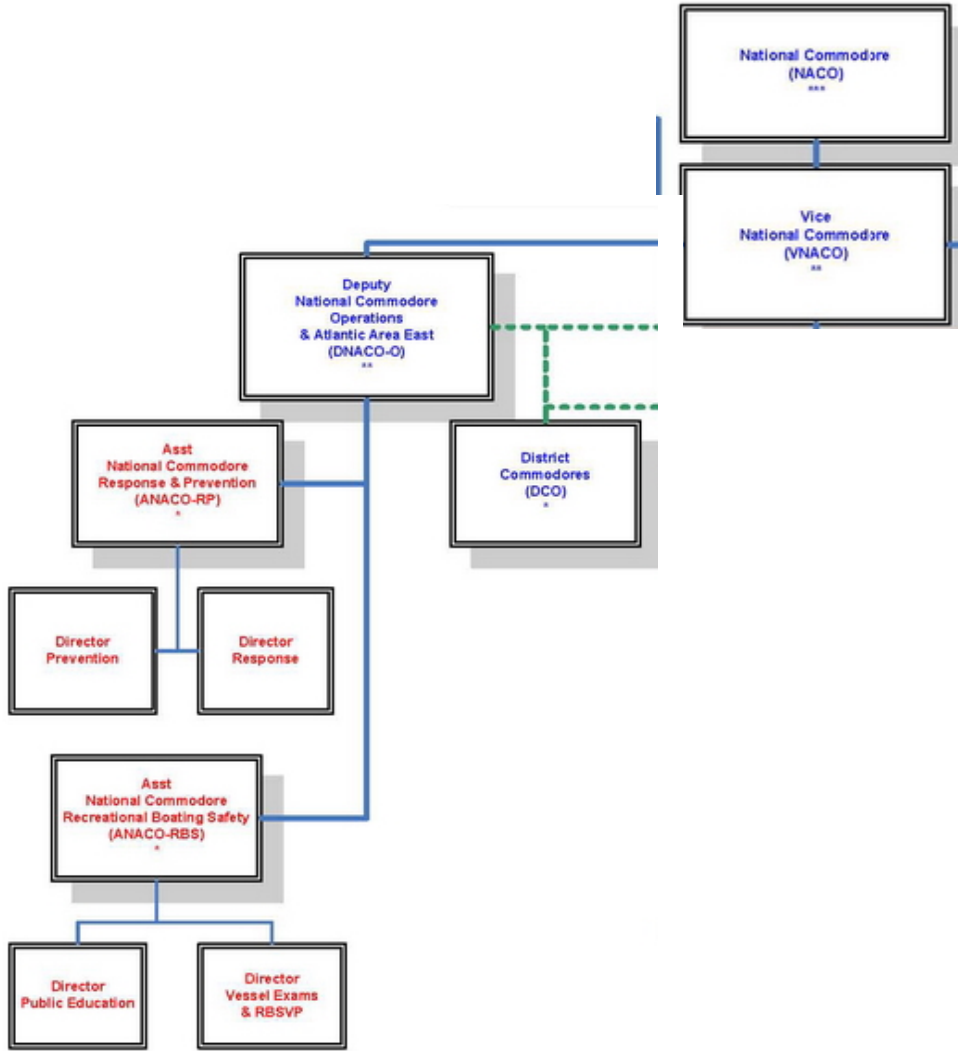 National Commodore
(NACO)
***
Vice
National Commodore
(VNACO)
**
Deputy
National Commodore
Operations
& Atlantic Area East
(DNACO-O)
**
Asst
National Commodore
Response & Prevention
(ANACO-RP)
*
District
Commodores
(DCO)
*
Director
Prevention
Director
Response
Asst
National Commodore
Recreational Boating Safety
(ANACO-RBS)
*
Director
Public Education
Director
Vessel Exams
& RBSVP